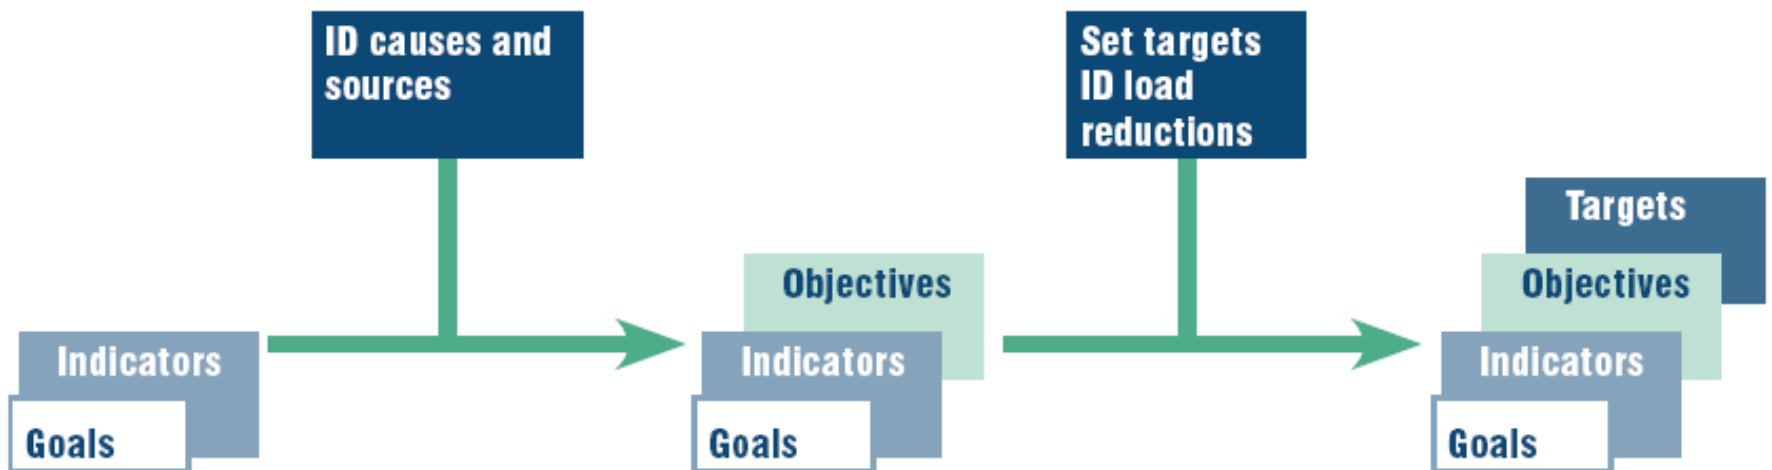 ID causes and
sources
Set targets
ID load
reductions
Indicators
Goals
Objectives
Indicators
Goals
Targets
Objectives
Indicators
Goals